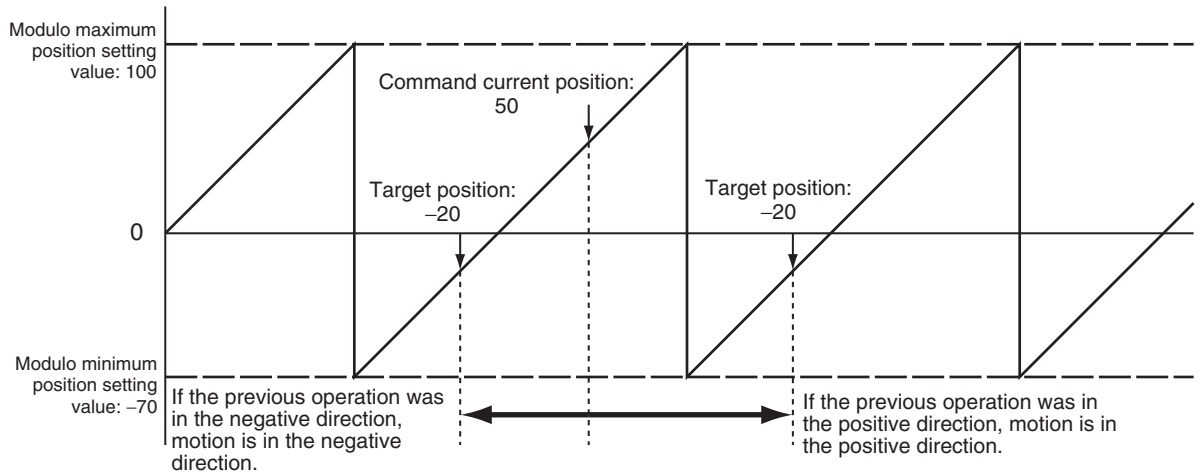 Modulo maximum
position setting
value: 100
Command current position:
50
Target position:
–20
Target position:
–20
0
Modulo minimum
position setting
value: –70
If the previous operation was
in the negative direction,
motion is in the negative
direction.
If the previous operation was in
the positive direction, motion is in
the positive direction.